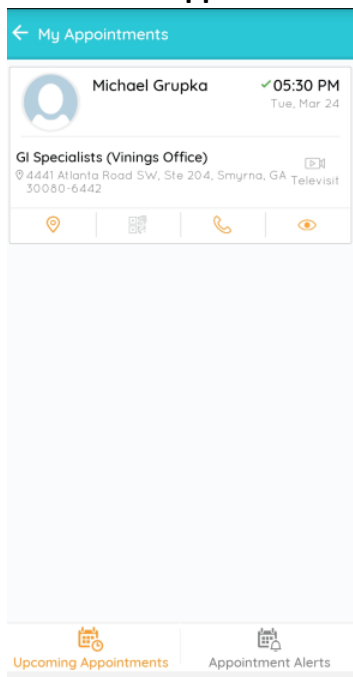 My Appointments
Michael Grupka
05:30 PM
Tue, Mar 24
GI Specialists (Vinings Office)
4441 Atlanta Road SW, Ste 204, Smyrna, GA
30080-6442
Televisit
Upcoming Appointments
Appointment Alerts